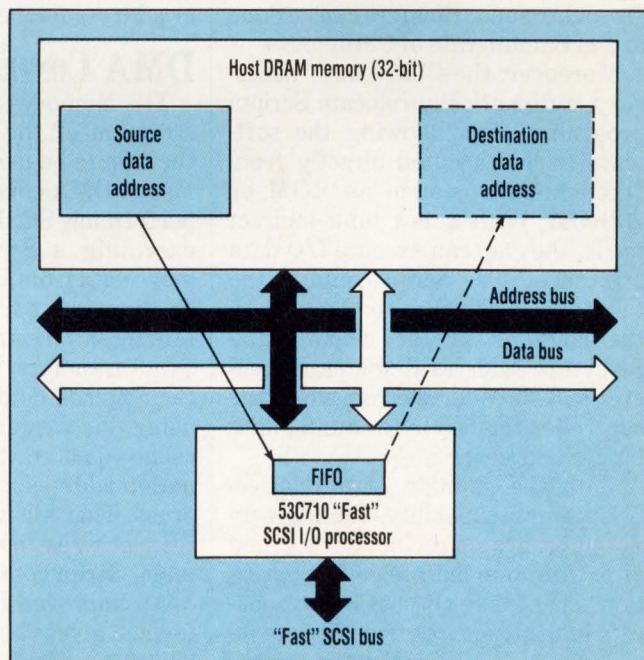 Host DRAM memory (32-bit)
Source
data
address
Destination
data
address
Address bus
Data bus
FIFO
53C710 "Fast"
SCSI I/O processor
"Fast" SCSI bus